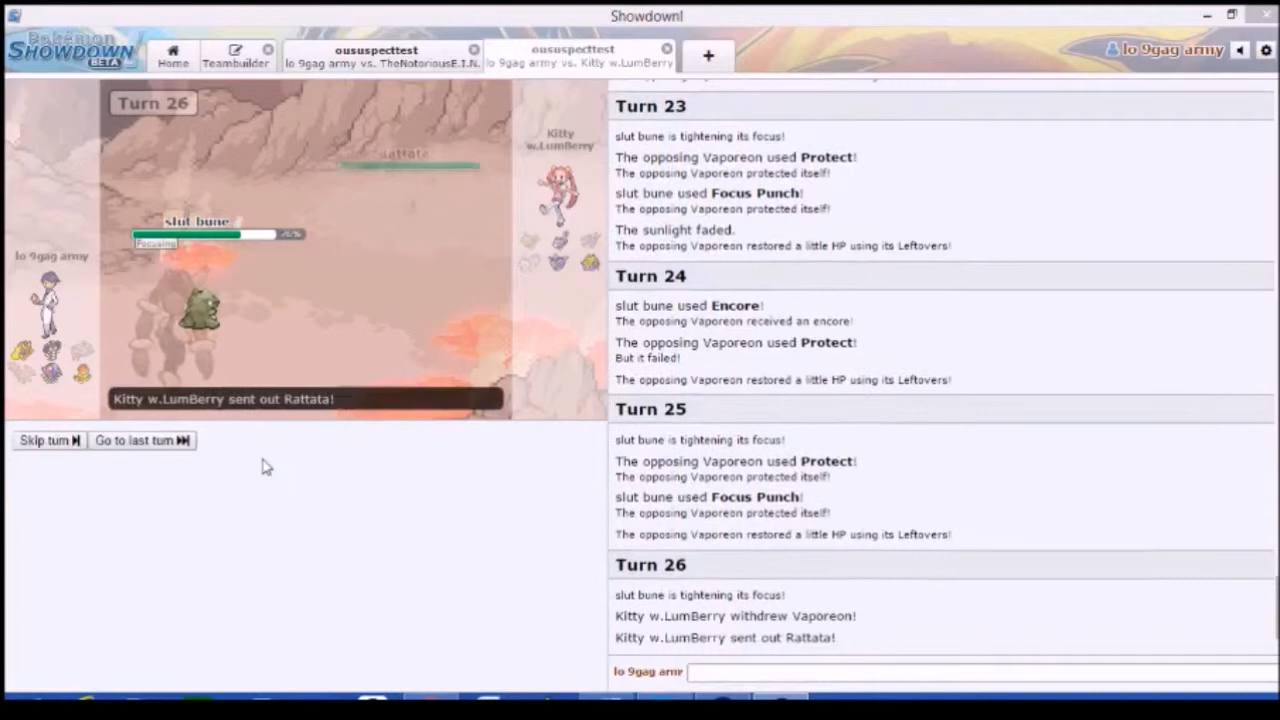 Showdown!
Pokémon
SHOWDOWN
BETA
Home
Teambuilder
oususpecttest
lo 9gag army vs. TheNotoriousE.I.N.
oususpecttest
lo 9gag army vs. Kitty w.LumBerry
+
lo 9gag army
Turn 26
Kitty
w.LumBerry
Rattata
slut bune
Focusing
lo 9gag army
Kitty w.LumBerry sent out Rattata!
Skip turn
Go to last turn
Turn 23
slut bune is tightening its focus!
The opposing Vaporeon used Protect!
The opposing Vaporeon protected itself!
slut bune used Focus Punch!
The opposing Vaporeon protected itself!
The sunlight faded.
The opposing Vaporeon restored a little HP using its Leftovers!
Turn 24
slut bune used Encore!
The opposing Vaporeon received an encore!
The opposing Vaporeon used Protect!
But it failed!
The opposing Vaporeon restored a little HP using its Leftovers!
Turn 25
slut bune is tightening its focus!
The opposing Vaporeon used Protect!
The opposing Vaporeon protected itself!
slut bune used Focus Punch!
The opposing Vaporeon protected itself!
The opposing Vaporeon restored a little HP using its Leftovers!
Turn 26
slut bune is tightening its focus!
Kitty w.LumBerry withdrew Vaporeon!
Kitty w.LumBerry sent out Rattata!
lo 9gag army